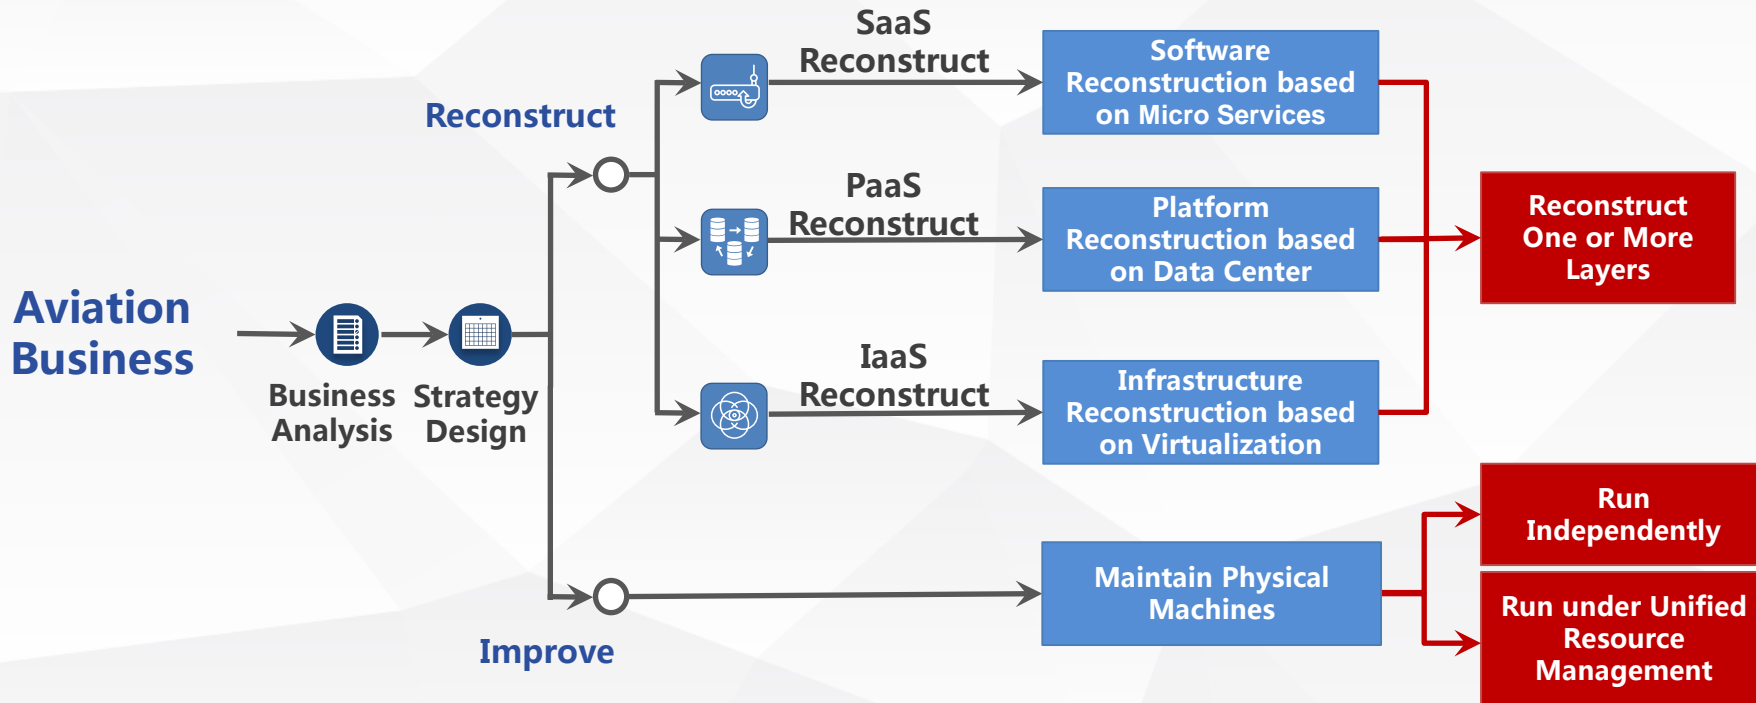 Aviation
Business
Business
Analysis
Strategy
Design
Reconstruct
SaaS
Reconstruct
Software
Reconstruction based
on Micro Services
PaaS
Reconstruct
Platform
Reconstruction based
on Data Center
IaaS
Reconstruct
Infrastructure
Reconstruction based
on Virtualization
Reconstruct
One or More
Layers
Improve
Maintain Physical
Machines
Run
Independently
Run under Unified
Resource
Management